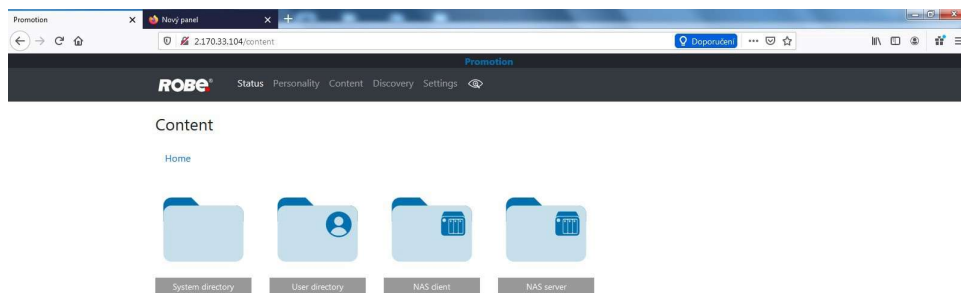 Promotion
Nový panel
2.170.33.104/content
Doporučení
Promotion
ROBE®
Status Personality Content Discovery Settings
Content
Home
System directory
User directory
NAS client
NAS server